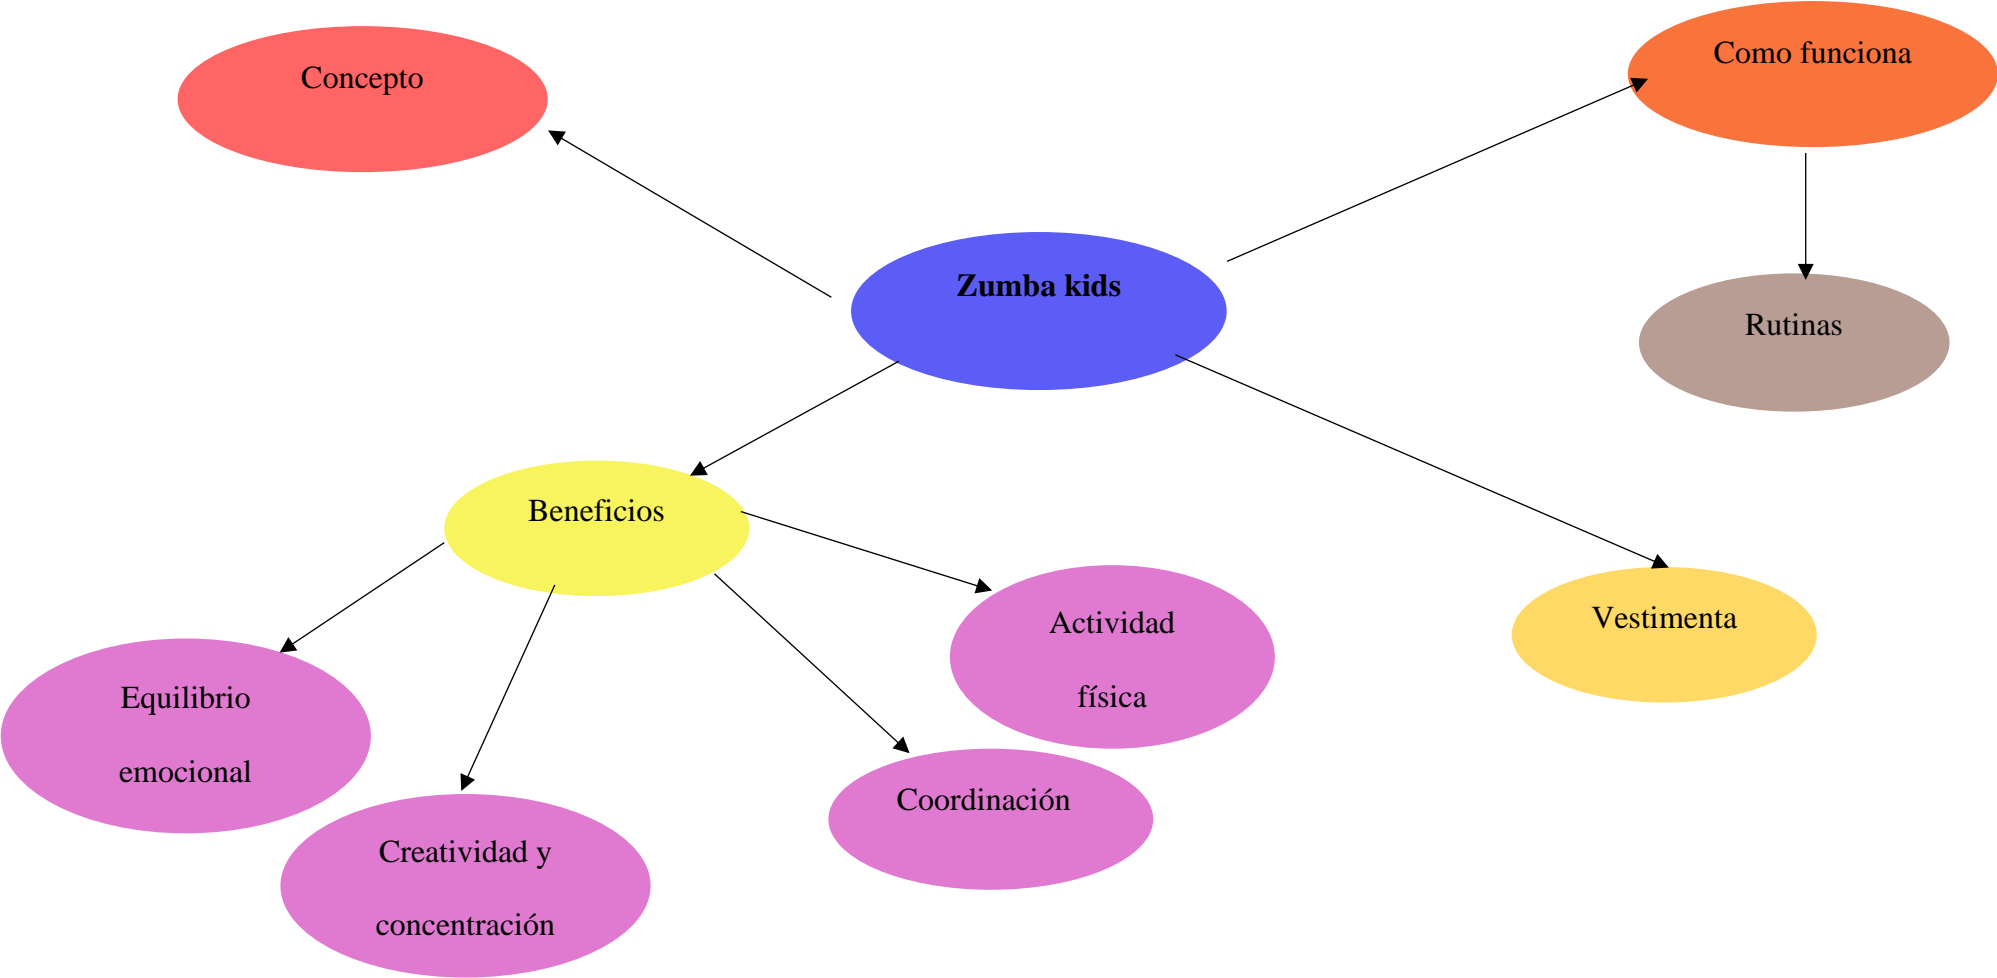 Concepto
Como funciona
Zumba kids
Rutinas
Beneficios
Vestimenta
Actividad
física
Equilibrio
emocional
Coordinación
Creatividad y
concentración